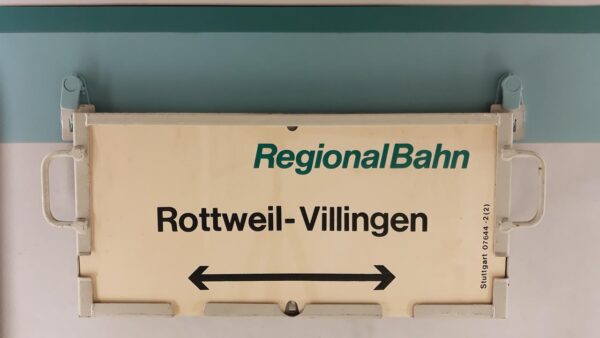 RegionalBahn
Rottweil-Villingen
Stuttgart 07644-2(2)